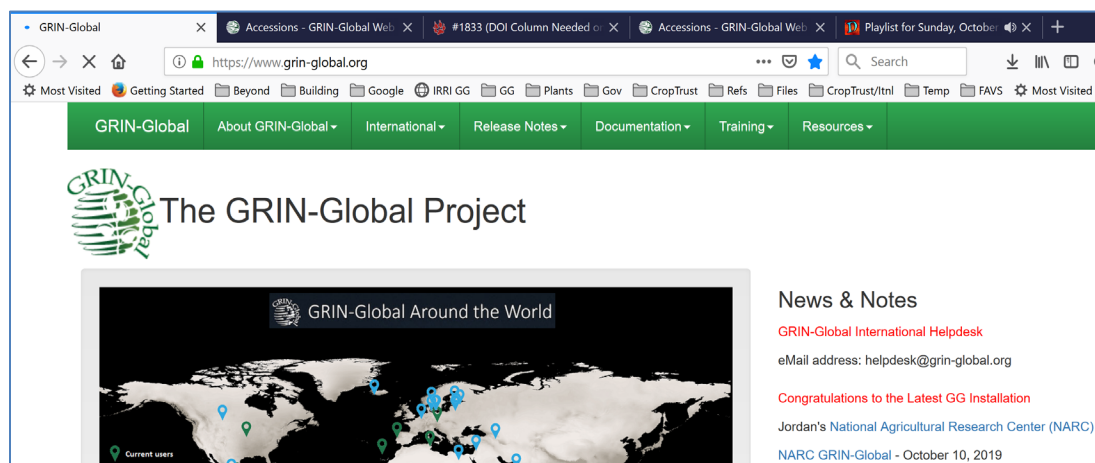 GRIN-Global
Accessions - GRIN-Global Web
#1833 (DOI Column Needed or
Accessions - GRIN-Global Web
Playlist for Sunday, October
https://www.grin-global.org
Search
Most Visited Getting Started Beyond Building Google IRRI GG GG Plants Gov CropTrust Refs Files CropTrust/Itnl Temp FAVS Most Visited
GRIN-Global About GRIN-Global International Release Notes Documentation Training Resources
GRIN-Global
The GRIN-Global Project
GRIN-Global Around the World
Current users
News & Notes
GRIN-Global International Helpdesk
eMail address: helpdesk@grin-global.org
Congratulations to the Latest GG Installation
Jordan's National Agricultural Research Center (NARC)
NARC GRIN-Global - October 10, 2019